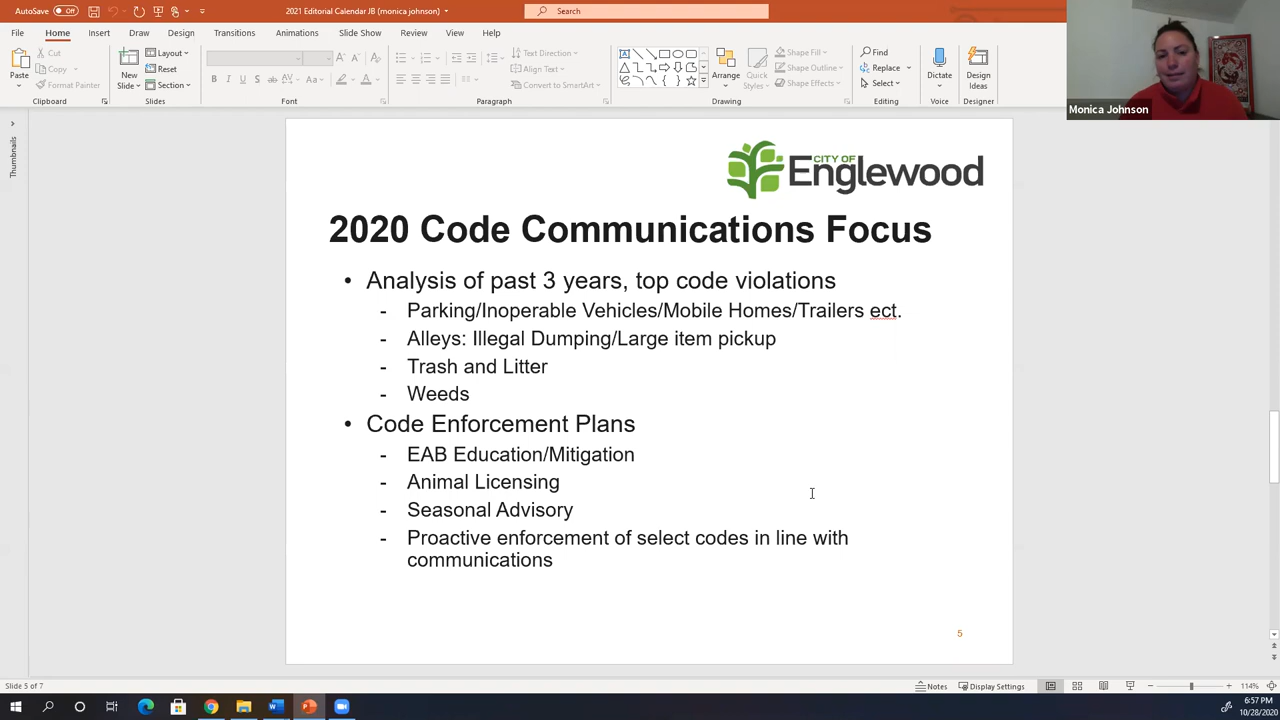 AutoSave Off 2021 Editorial Calendar JB (monica johnson) Search
File Home Insert Draw Design Transitions Animations Slide Show Review View Help
Paste Cut Copy Format Painter Clipboard
New Slide Layout Reset Section Slides
B I U S ab AV Aa A Font
Text Direction Align Text Convert to SmartArt Paragraph
Arrange Quick Styles Shape Fill Shape Outline Shape Effects Drawing
Find Replace Select Editing
Dictate Voice
Design Ideas Designer
Monica Johnson
Thumbnails
CITY OF
Englewood
2020 Code Communications Focus
• Analysis of past 3 years, top code violations
- Parking/Inoperable Vehicles/Mobile Homes/Trailers ect.
- Alleys: Illegal Dumping/Large item pickup
- Trash and Litter
- Weeds
• Code Enforcement Plans
- EAB Education/Mitigation
- Animal Licensing
- Seasonal Advisory
- Proactive enforcement of select codes in line with
communications
5
Slide 5 of 7 Notes Display Settings 114%
6:57 PM
10/28/2020